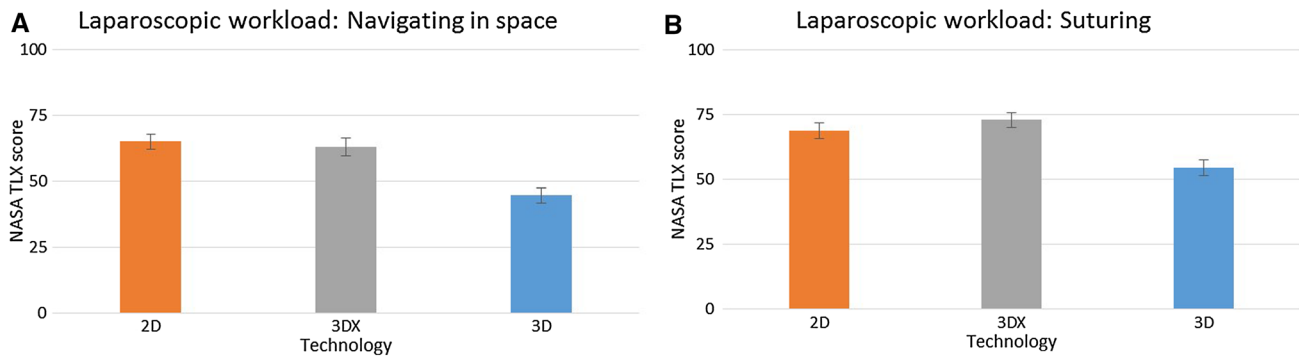 A
Laparoscopic workload: Navigating in space
100
75
50
25
0
NASA TLX score
2D
3DX
3D
Technology
B
Laparoscopic workload: Suturing
100
75
50
25
0
NASA TLX score
2D
3DX
3D
Technology